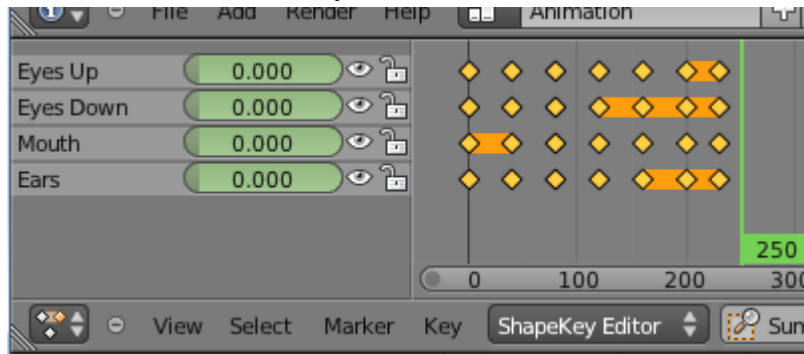 File Add Render Help Animation
Eyes Up 0.000
Eyes Down 0.000
Mouth 0.000
Ears 0.000
250
0 100 200 300
View Select Marker Key ShapeKey Editor